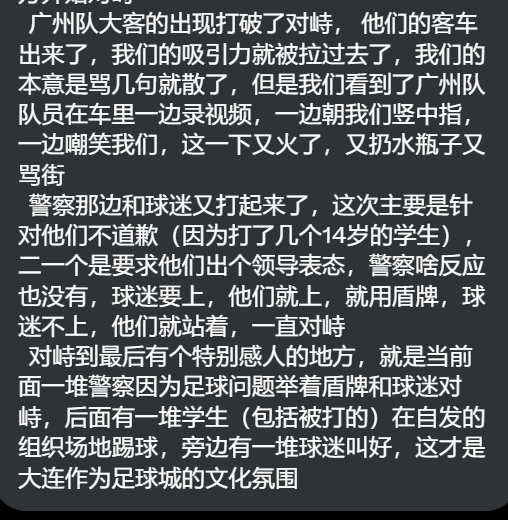 广州队大客的出现打破了对峙， 他们的客车
出来了，我们的吸引力就被拉过去了，我们的
本意是骂几句就散了，但是我们看到了广州队
队员在车里一边录视频，一边朝我们竖中指，
一边嘲笑我们，这一下又火了，又扔水瓶子又
骂街
警察那边和球迷又打起来了，这次主要是针
对他们不道歉（因为打了几个14岁的学生），
二一个是要求他们出个领导表态，警察啥反应
也没有，球迷要上，他们就上，就用盾牌，球
迷不上，他们就站着，一直对峙
对峙到最后有个特别感人的地方，就是当前
面一堆警察因为足球问题举着盾牌和球迷对
峙，后面有一堆学生（包括被打的）在自发的
组织场地踢球，旁边有一堆球迷叫好，这才是
大连作为足球城的文化氛围